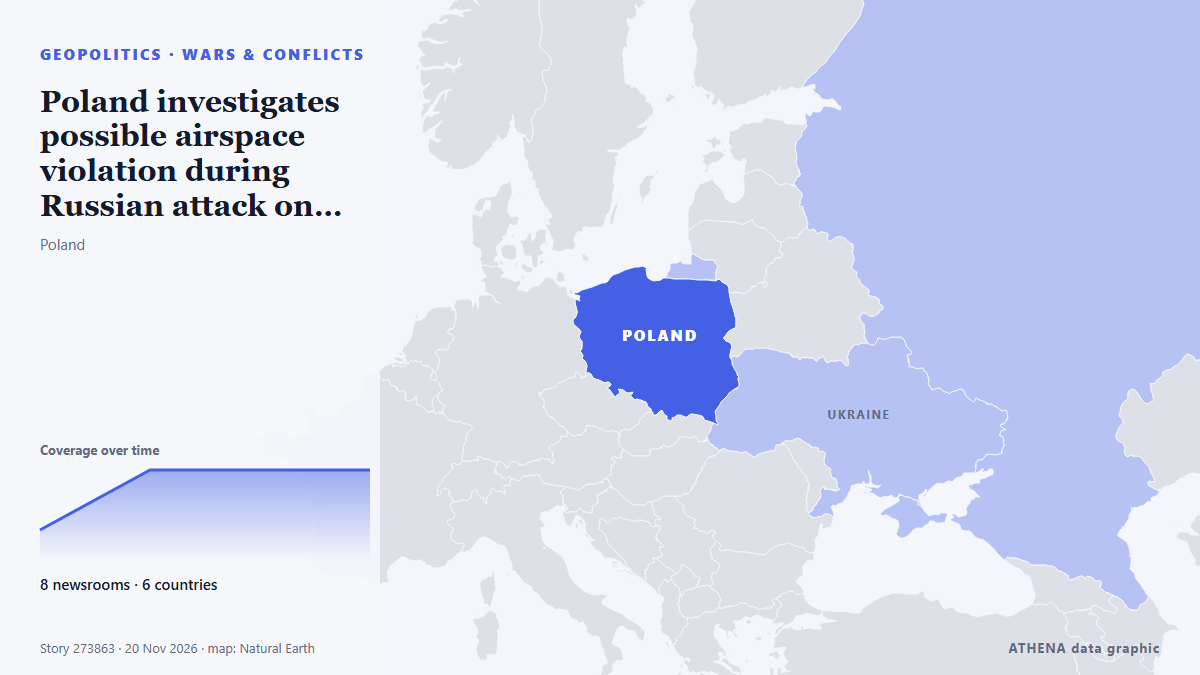 GEOPOLITICS · WARS & CONFLICTS
Poland investigates
possible airspace
violation during
Russian attack on...
Poland
POLAND
UKRAINE
Coverage over time
8 newsrooms · 6 countries
Story 273863 · 20 Nov 2026 · map: Natural Earth
ATHENA data graphic